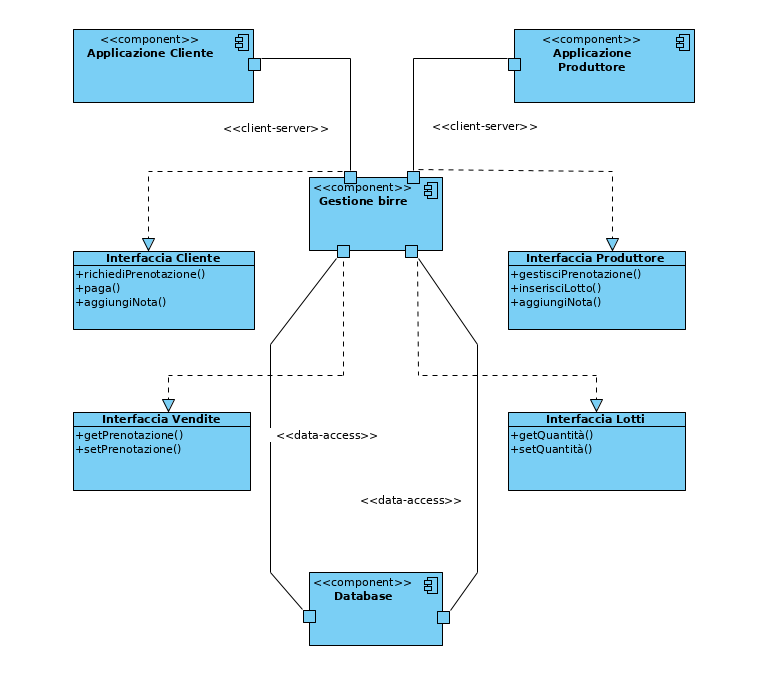 <<component>>
Applicazione Cliente
<<component>>
Applicazione
Produttore
<<client-server>>
<<client-server>>
<<component>>
Gestione birre
Interfaccia Cliente
+richiediPrenotazione()
+paga()
+aggiungiNota()
Interfaccia Produttore
+gestisciPrenotazione()
+inserisciLotto()
+aggiungiNota()
Interfaccia Vendite
+getPrenotazione()
+setPrenotazione()
Interfaccia Lotti
+getQuantità()
+setQuantità()
<<data-access>>
<<data-access>>
<<component>>
Database